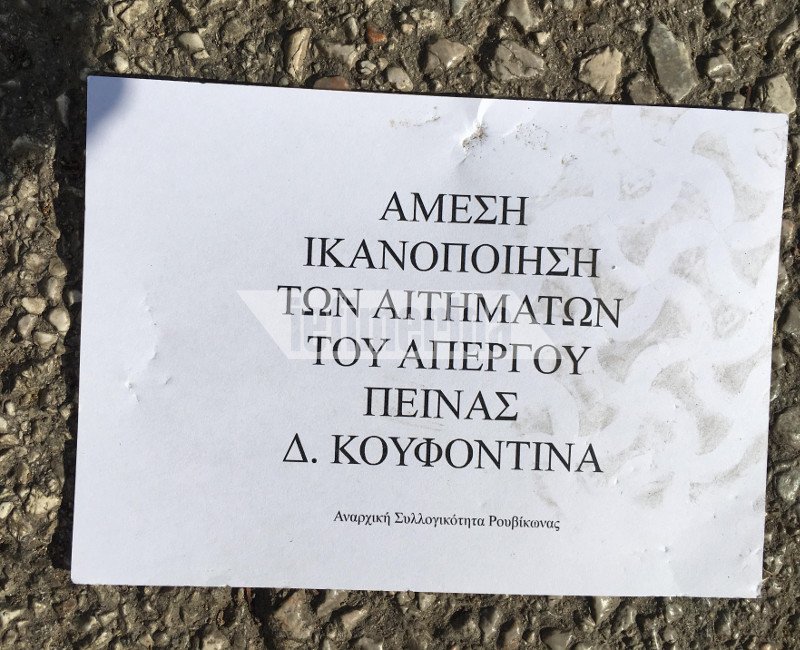 ΑΜΕΣΗ
ΙΚΑΝΟΠΟΙΗΣΗ
ΤΩΝ ΑΙΤΗΜΑΤΩΝ
ΤΟΥ ΑΠΕΡΓΟΥ
ΠΕΙΝΑΣ
Δ. ΚΟΥΦΟΝΤΙΝΑ
Αναρχική Συλλογικότητα Ρουβίκωνας